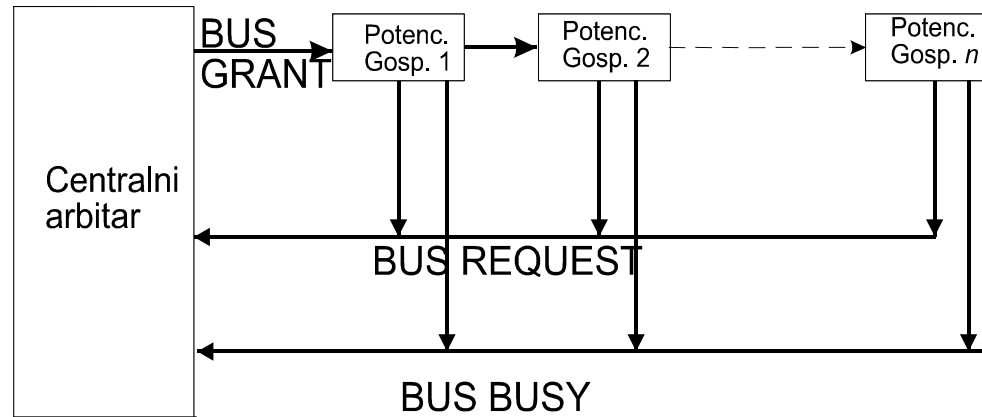 BUS
GRANT
Potenc.
Gosp. 1
Potenc.
Gosp. 2
Potenc.
Gosp. n
Centralni
arbitar
BUS REQUEST
BUS BUSY